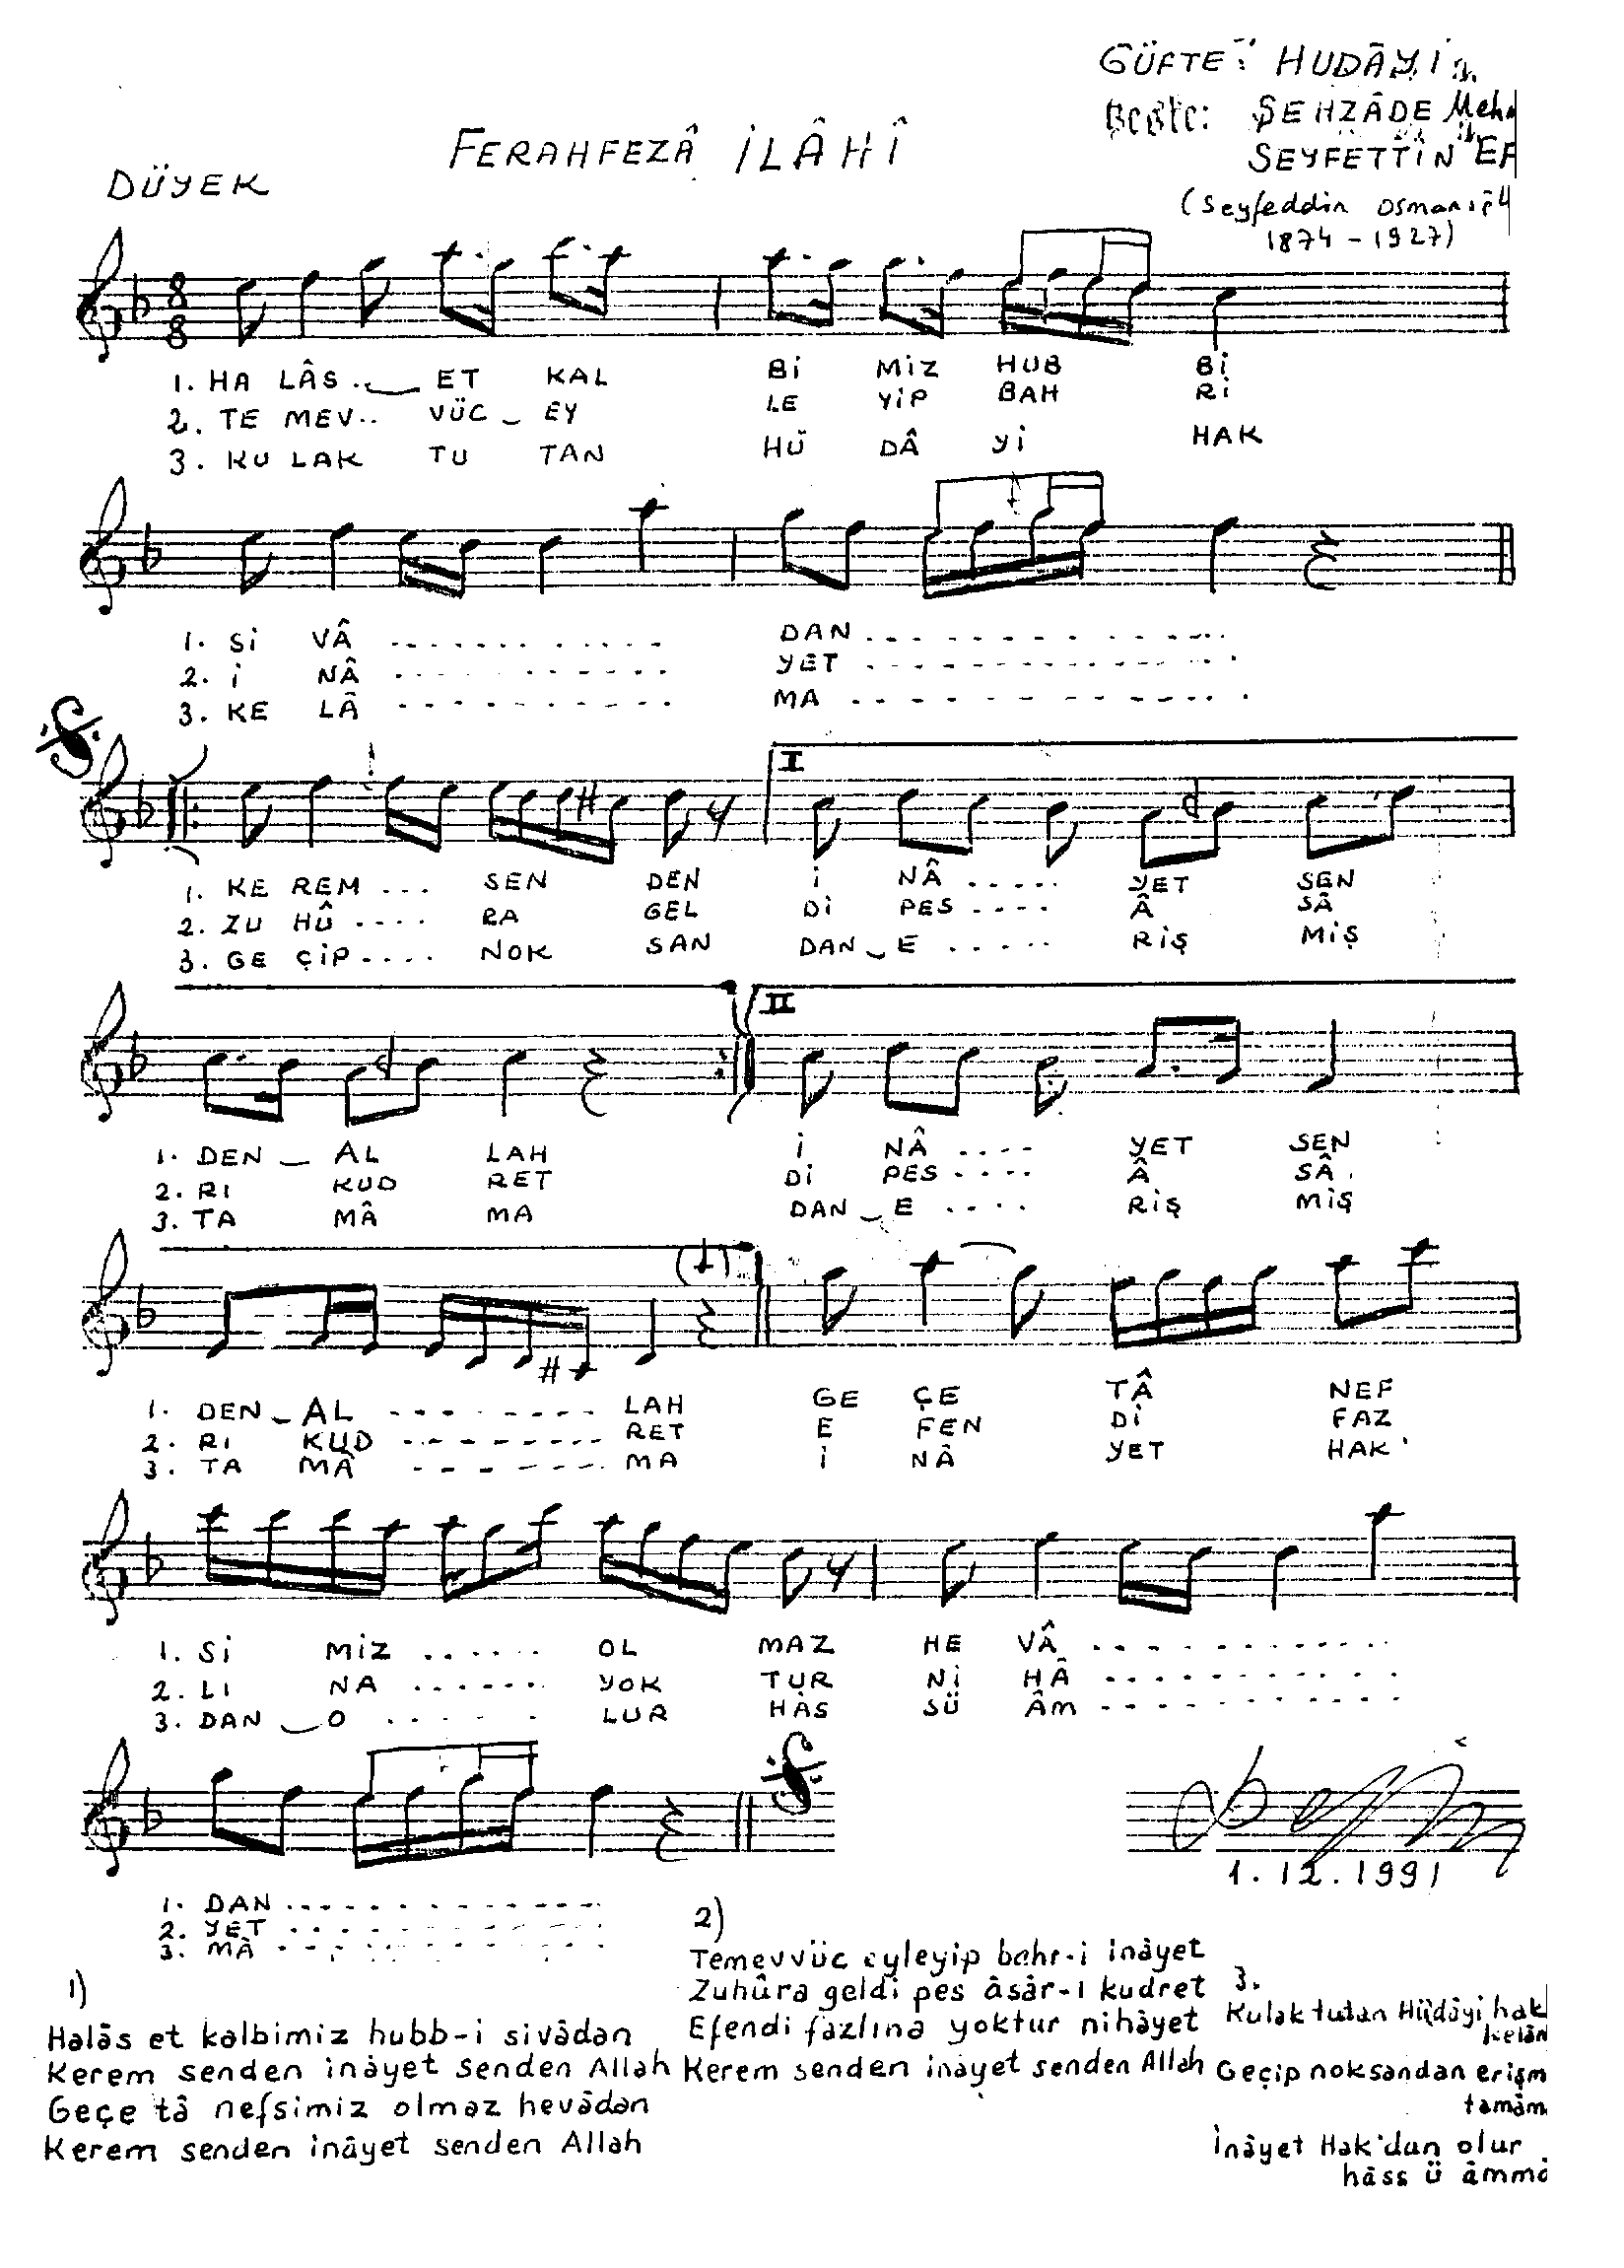 GÜFTE: HUDÂYİ
Beste: ŞEHZÂDE
FERAHFEZÂ İLÂHÎ
SEYFETTİN
DÜYEK
(Seyfeddin
1874 - 1927)
8
8
1. HA LÂS .. ET KAL Bİ MİZ HUB Bİ
2. TE MEV.. VÜC _ EY LE YİP BAH Rİ
3. KU LAK TU TAN HÜ DÂ Yİ HAK
1. Sİ VÂ ............ DAN ............
2. İ NÂ ............ YET ............
3. KE LÂ ............ MA ............
I
1. KE REM ... SEN DEN İ NÂ ..... YET SEN
2. ZU HÛ .... RA GEL Dİ PES .... Â SÂ
3. GE ÇİP .... NOK SAN DAN _ E ..... RİŞ MİŞ
II
1. DEN _ AL LAH İ NÂ .... YET SEN
2. RI KUD RET Dİ PES .... Â SÂ.
3. TA MÂ MA DAN _ E .... RİŞ MİŞ
1. DEN _ AL -------- LAH GE ÇE TÂ NEF
2. RI KUD -------- RET E FEN Dİ FAZ
3. TA MÂ -------- MA İ NÂ YET HAK'
1. Sİ MİZ ...... OL MAZ HE VÂ ............
2. LI NA ...... YOK TUR Nİ HÂ ............
3. DAN _ O ..... LUR HÂS SÜ ÂM ............
1. 12. 1991
1. DAN ............
2. YET ............
3. MÂ ............
1)
Halâs et kalbimiz hubb-i sivâdan
Kerem senden inâyet senden Allah
Geçe tâ nefsimiz olmaz hevâdan
Kerem senden inâyet senden Allah
2)
Temevvüc eyleyip bahr-i inâyet
Zuhûra geldi pes âsâr-ı kudret
Efendi fazlına yoktur nihâyet
Kerem senden inâyet senden Allah
3.
Kulak tutan Hüdâyi hak
kelâm
Geçip noksandan erişm
tamâm
İnâyet Hak'dan olur
hâss ü âmma